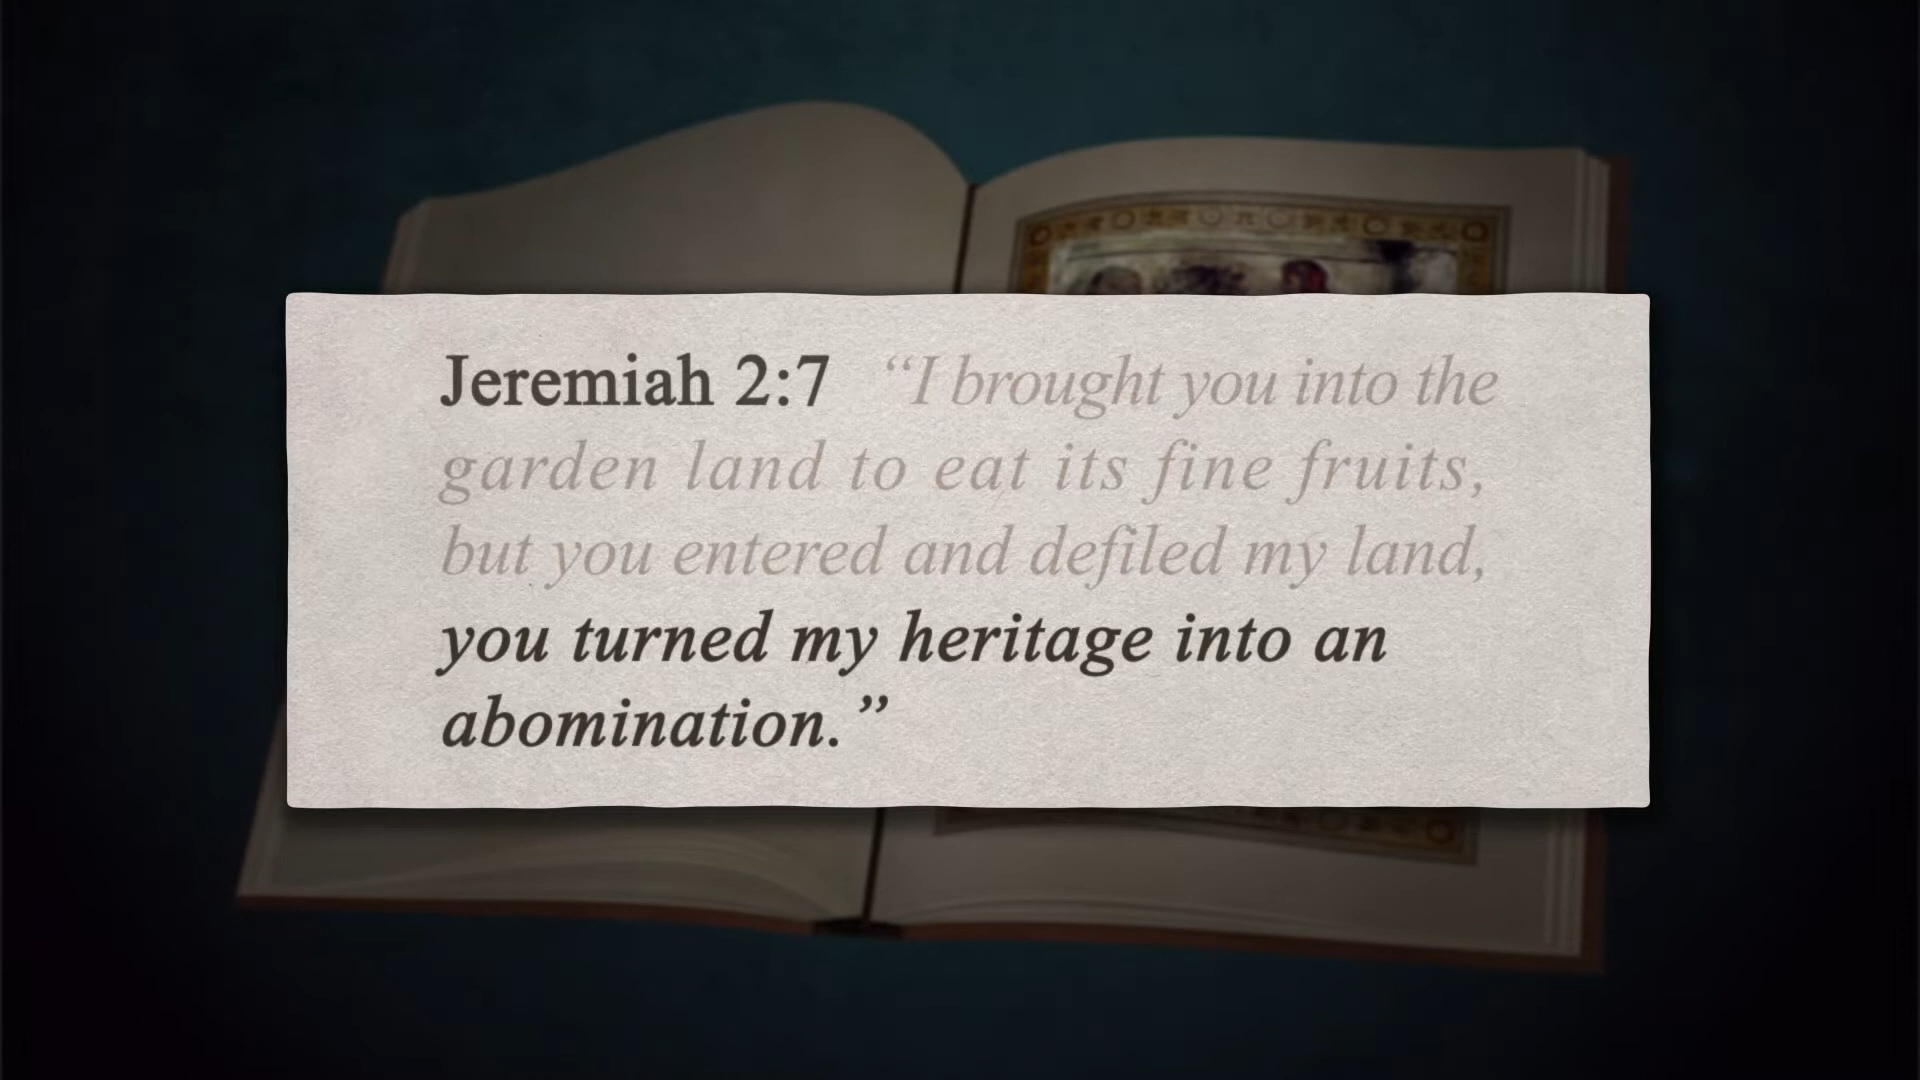 Jeremiah 2:7 “I brought you into the
garden land to eat its fine fruits,
but you entered and defiled my land,
you turned my heritage into an
abomination.”